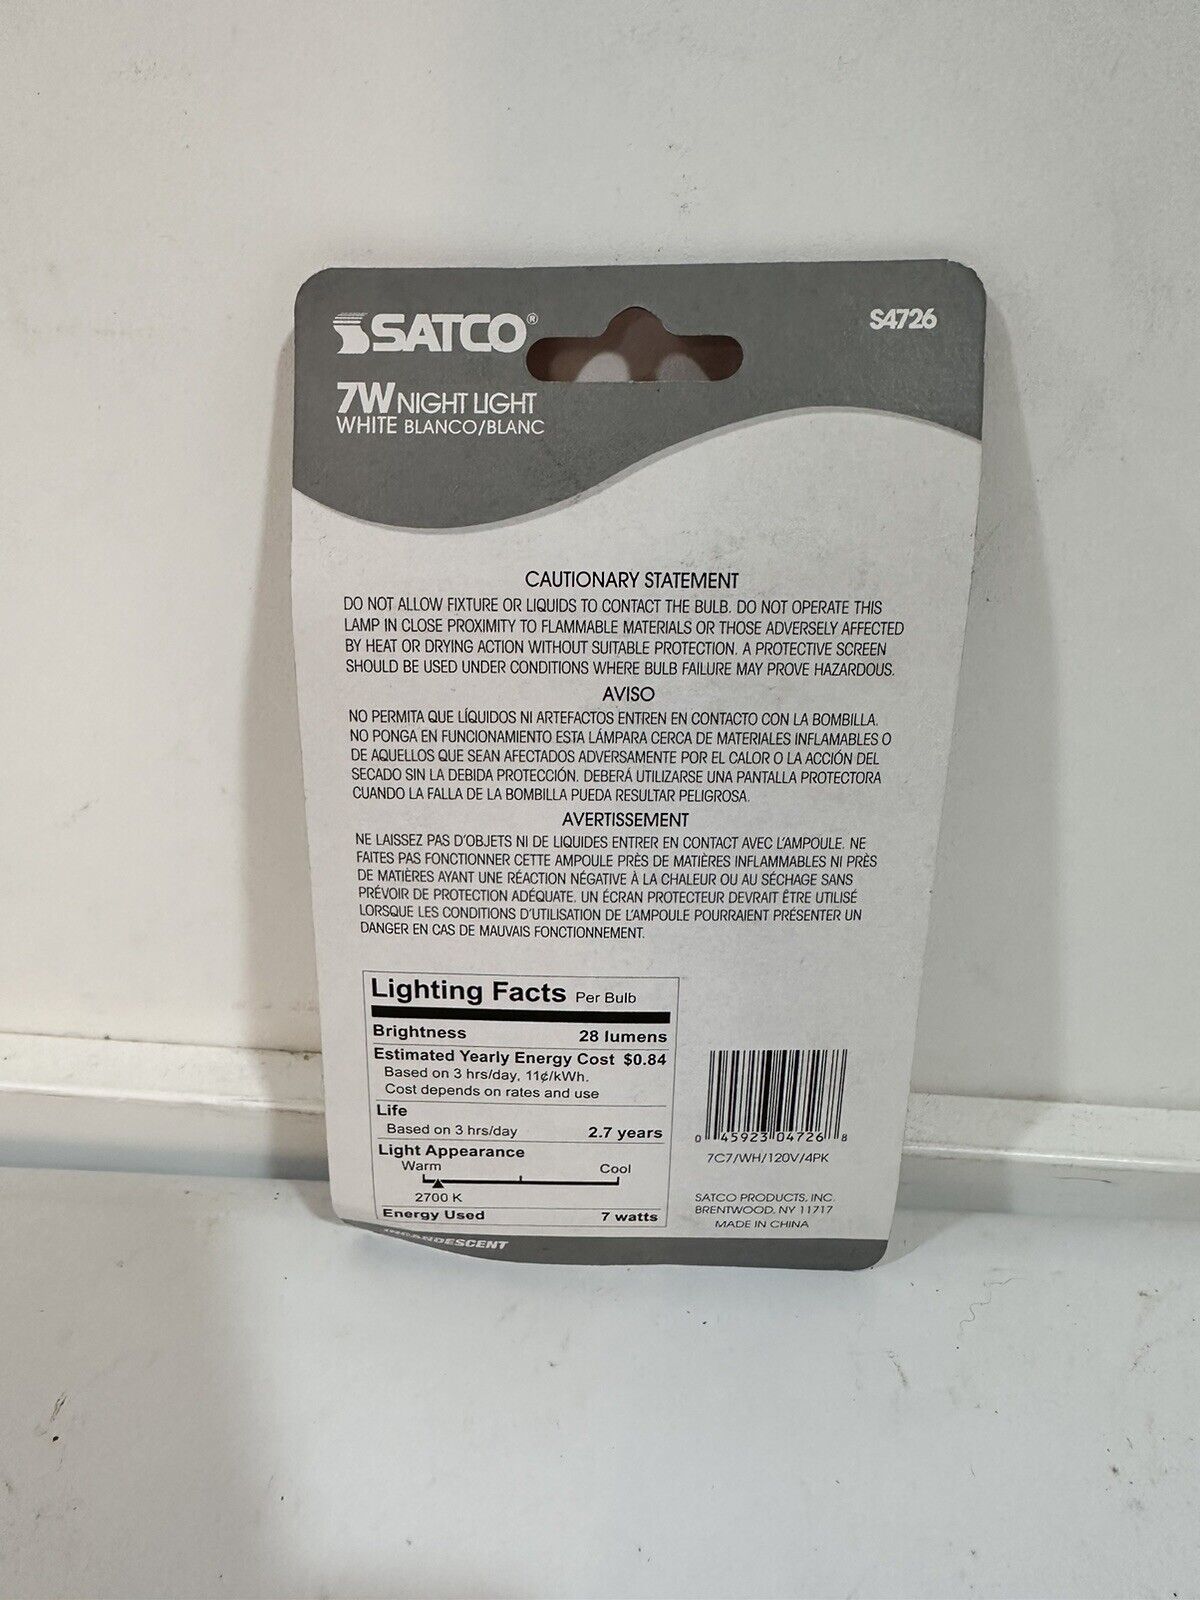 SATCO®
S4726
7W NIGHT LIGHT
WHITE BLANCO/BLANC
CAUTIONARY STATEMENT
DO NOT ALLOW FIXTURE OR LIQUIDS TO CONTACT THE BULB. DO NOT OPERATE THIS
LAMP IN CLOSE PROXIMITY TO FLAMMABLE MATERIALS OR THOSE ADVERSELY AFFECTED
BY HEAT OR DRYING ACTION WITHOUT SUITABLE PROTECTION. A PROTECTIVE SCREEN
SHOULD BE USED UNDER CONDITIONS WHERE BULB FAILURE MAY PROVE HAZARDOUS.
AVISO
NO PERMITA QUE LÍQUIDOS NI ARTEFACTOS ENTREN EN CONTACTO CON LA BOMBILLA.
NO PONGA EN FUNCIONAMIENTO ESTA LÁMPARA CERCA DE MATERIALES INFLAMABLES O
DE AQUELLOS QUE SEAN AFECTADOS ADVERSAMENTE POR EL CALOR O LA ACCIÓN DEL
SECADO SIN LA DEBIDA PROTECCIÓN. DEBERÁ UTILIZARSE UNA PANTALLA PROTECTORA
CUANDO LA FALLA DE LA BOMBILLA PUEDA RESULTAR PELIGROSA.
AVERTISSEMENT
NE LAISSEZ PAS D'OBJETS NI DE LIQUIDES ENTRER EN CONTACT AVEC L'AMPOULE. NE
FAITES PAS FONCTIONNER CETTE AMPOULE PRÈS DE MATIÈRES INFLAMMABLES NI PRÈS
DE MATIÈRES AYANT UNE RÉACTION NÉGATIVE À LA CHALEUR OU AU SÉCHAGE SANS
PRÉVOIR DE PROTECTION ADÉQUATE. UN ÉCRAN PROTECTEUR DEVRAIT ÊTRE UTILISÉ
LORSQUE LES CONDITIONS D'UTILISATION DE L'AMPOULE POURRAIENT PRÉSENTER UN
DANGER EN CAS DE MAUVAIS FONCTIONNEMENT.
Lighting Facts Per Bulb
Brightness 28 lumens
Estimated Yearly Energy Cost $0.84
Based on 3 hrs/day, 11¢/kWh.
Cost depends on rates and use
Life
Based on 3 hrs/day 2.7 years
Light Appearance
Warm Cool
2700 K
Energy Used 7 watts
INCANDESCENT
0 45923 04726 8
7C7/WH/120V/4PK
SATCO PRODUCTS, INC.
BRENTWOOD, NY 11717
MADE IN CHINA